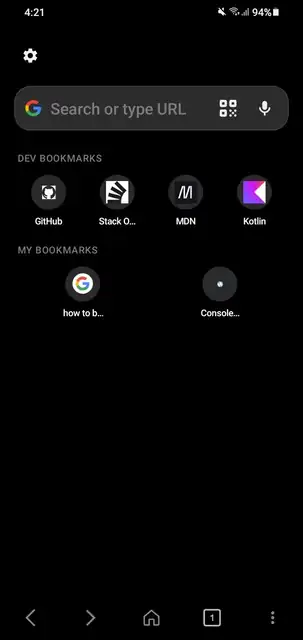 4:21 94%
Search or type URL
DEV BOOKMARKS
GitHub Stack O... MDN Kotlin
MY BOOKMARKS
how to b... Console...
1